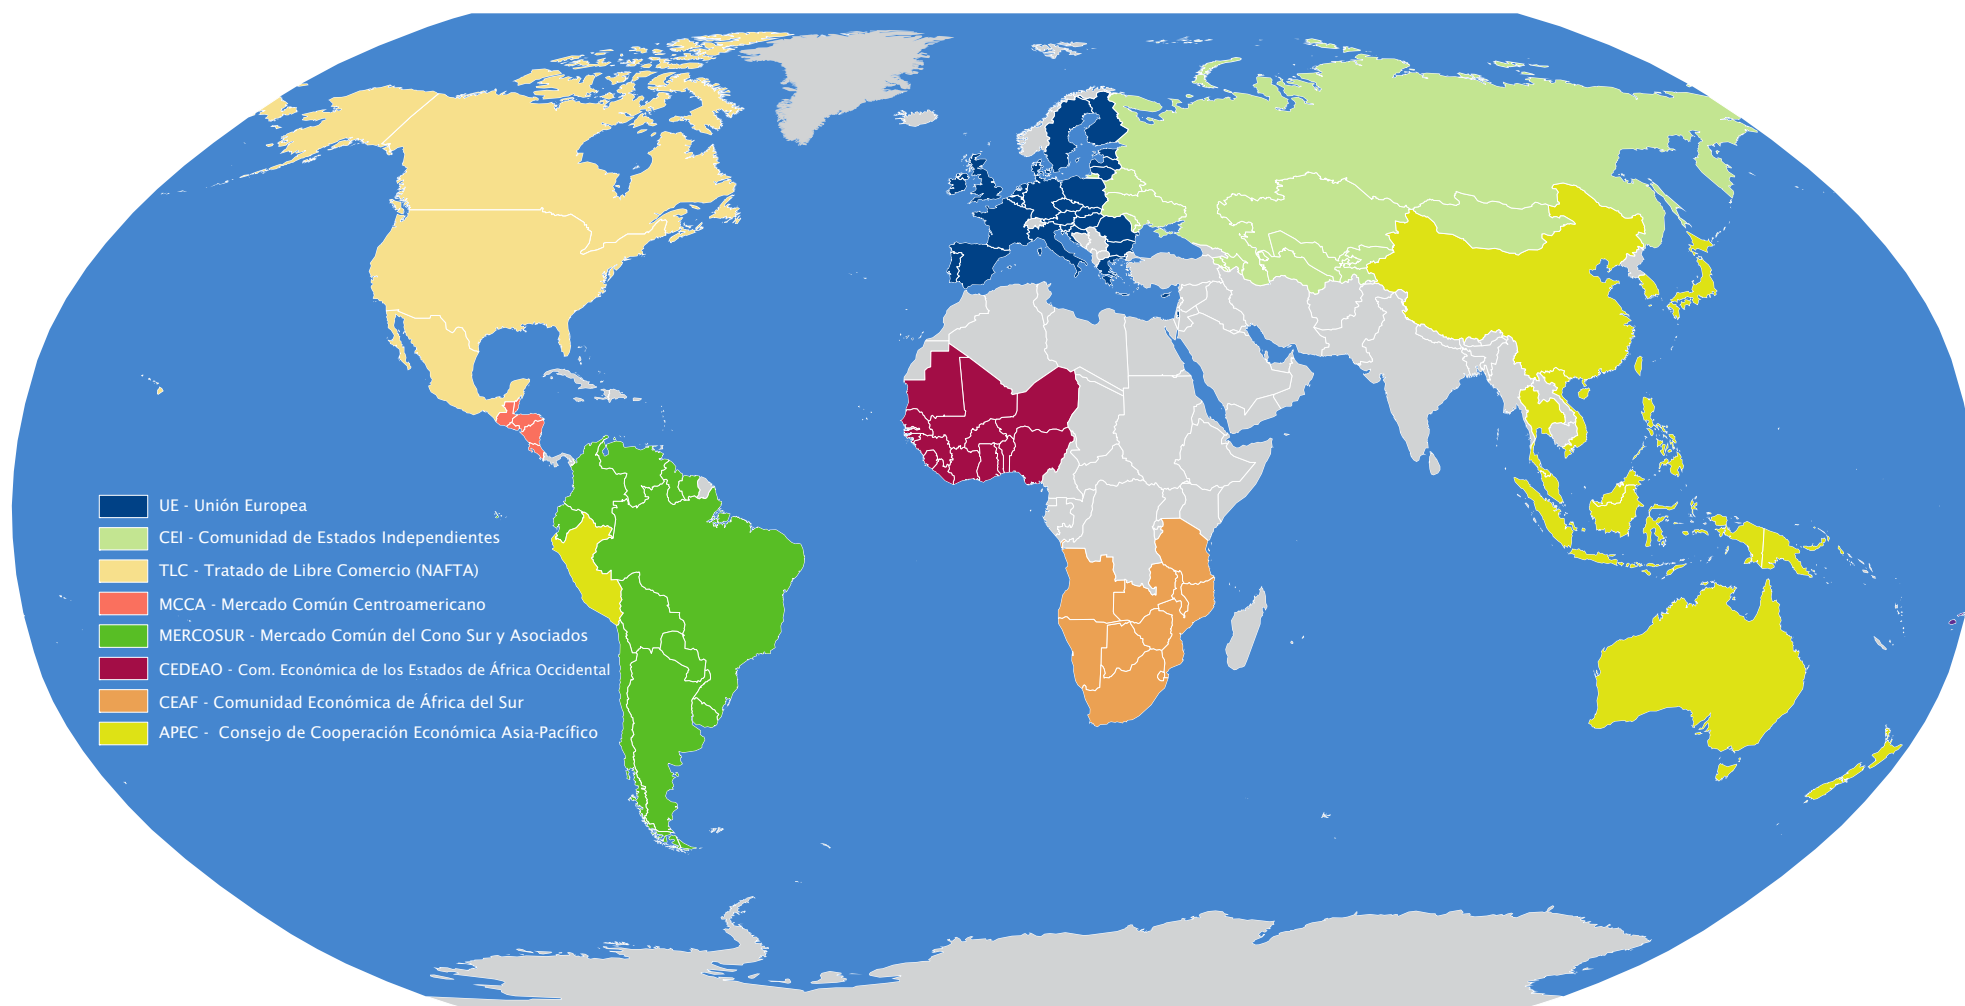 UE - Unión Europea
CEI - Comunidad de Estados Independientes
TLC - Tratado de Libre Comercio (NAFTA)
MCCA - Mercado Común Centroamericano
MERCOSUR - Mercado Común del Cono Sur y Asociados
CEDEAO - Com. Económica de los Estados de África Occidental
CEAF - Comunidad Económica de África del Sur
APEC - Consejo de Cooperación Económica Asia-Pacífico